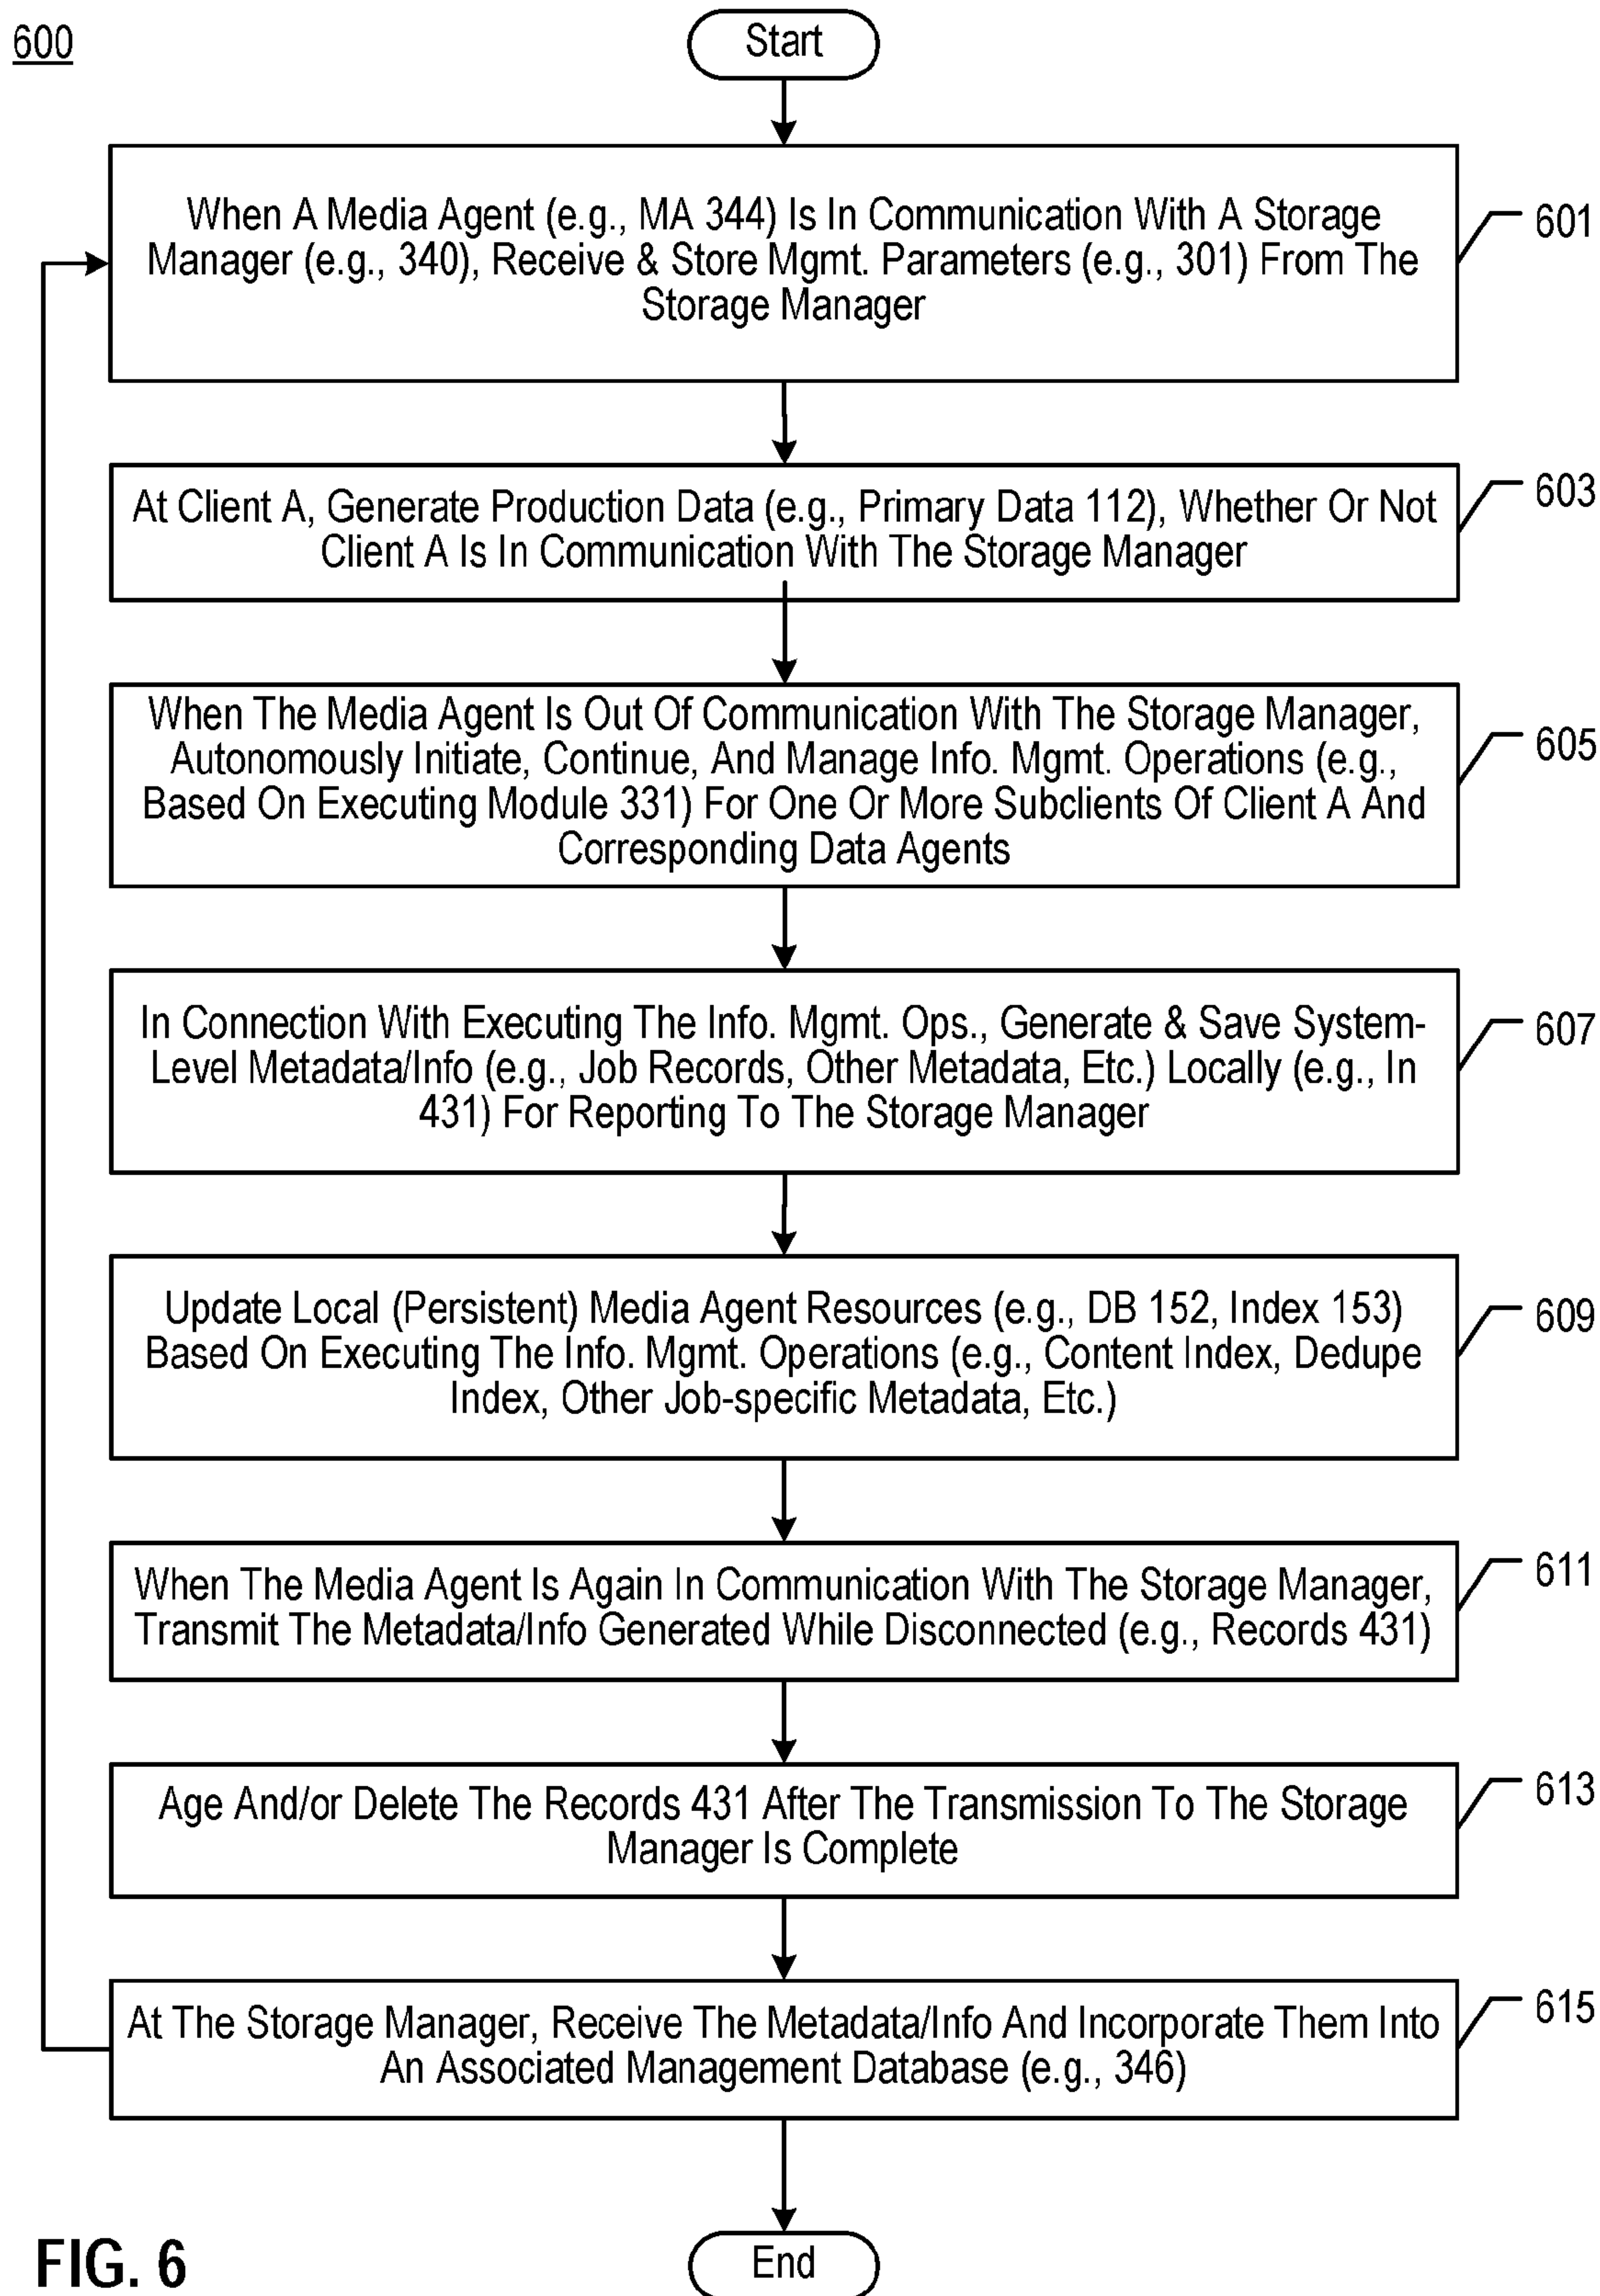 600
Start
When A Media Agent (e.g., MA 344) Is In Communication With A Storage
Manager (e.g., 340), Receive & Store Mgmt. Parameters (e.g., 301) From The
Storage Manager
601
At Client A, Generate Production Data (e.g., Primary Data 112), Whether Or Not
Client A Is In Communication With The Storage Manager
603
When The Media Agent Is Out Of Communication With The Storage Manager,
Autonomously Initiate, Continue, And Manage Info. Mgmt. Operations (e.g.,
Based On Executing Module 331) For One Or More Subclients Of Client A And
Corresponding Data Agents
605
In Connection With Executing The Info. Mgmt. Ops., Generate & Save System-
Level Metadata/Info (e.g., Job Records, Other Metadata, Etc.) Locally (e.g., In
431) For Reporting To The Storage Manager
607
Update Local (Persistent) Media Agent Resources (e.g., DB 152, Index 153)
Based On Executing The Info. Mgmt. Operations (e.g., Content Index, Dedupe
Index, Other Job-specific Metadata, Etc.)
609
When The Media Agent Is Again In Communication With The Storage Manager,
Transmit The Metadata/Info Generated While Disconnected (e.g., Records 431)
611
Age And/or Delete The Records 431 After The Transmission To The Storage
Manager Is Complete
613
At The Storage Manager, Receive The Metadata/Info And Incorporate Them Into
An Associated Management Database (e.g., 346)
615
End
FIG. 6